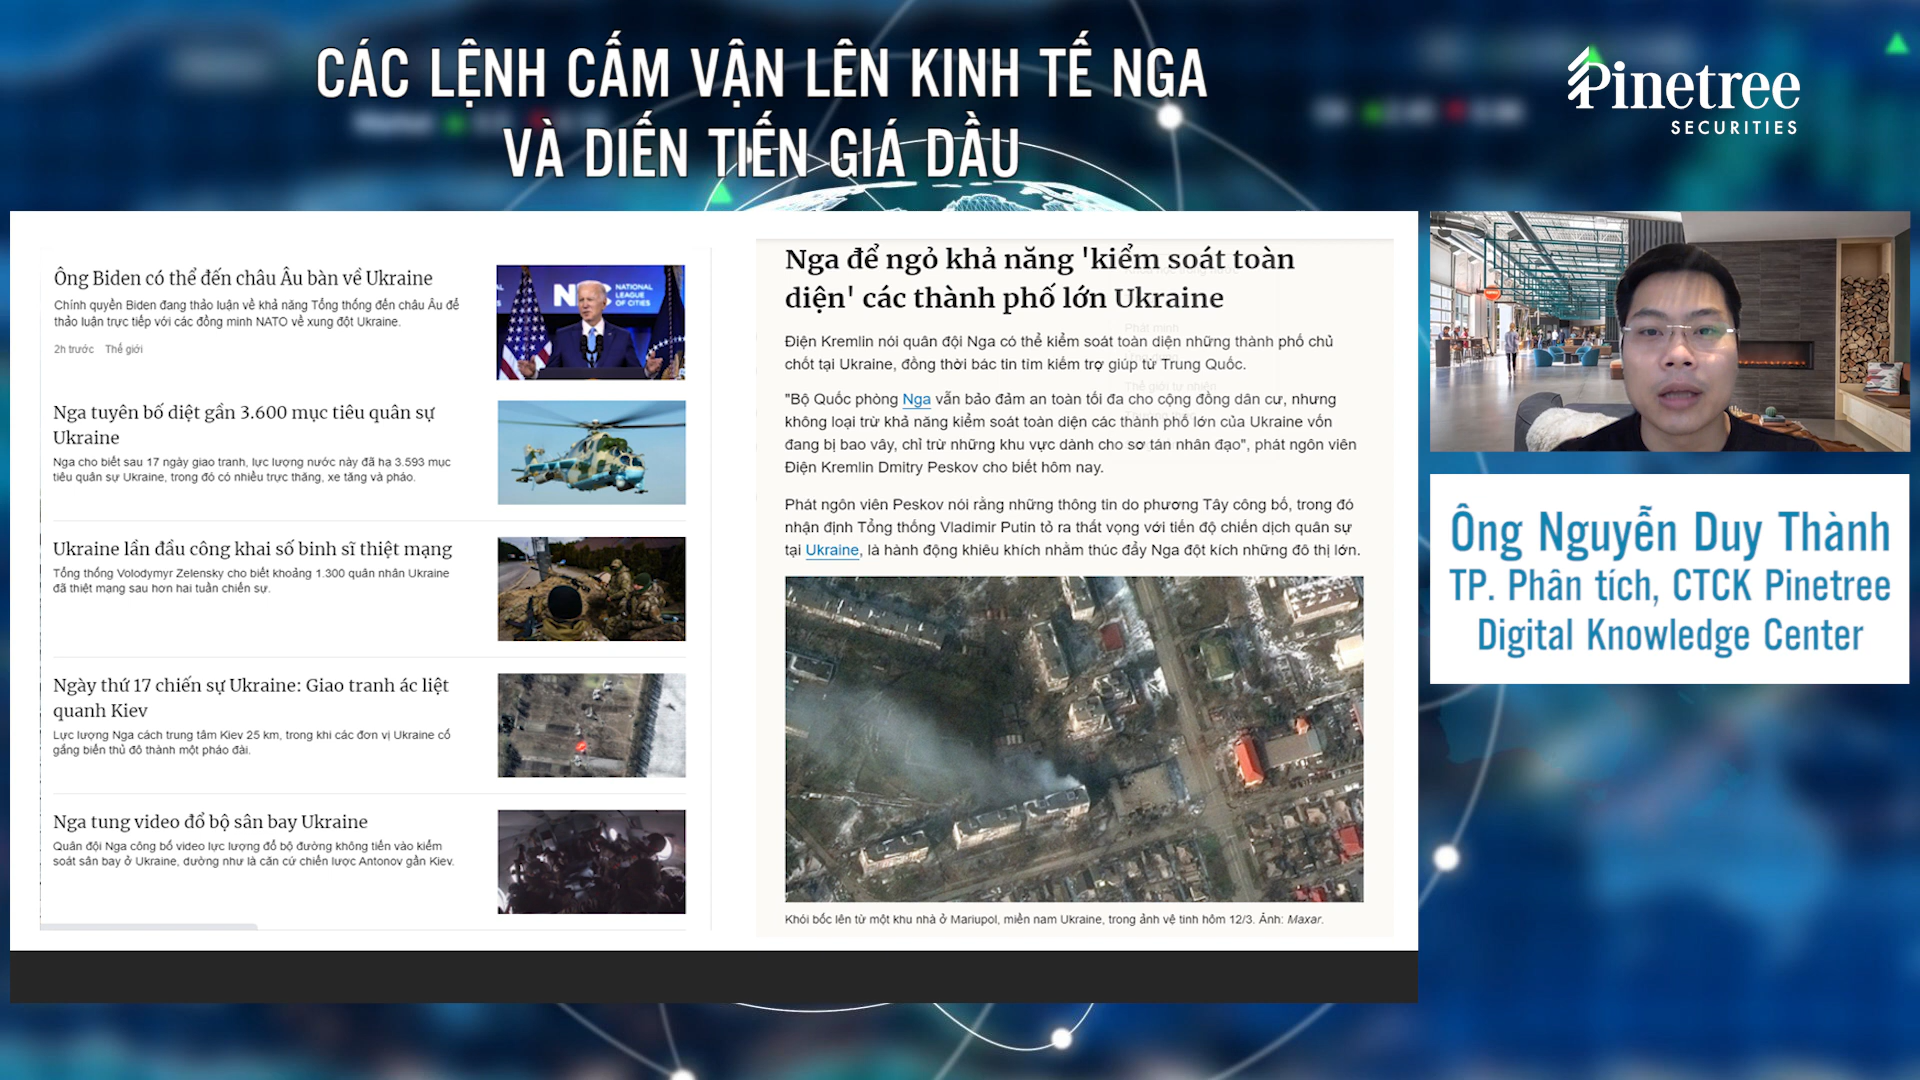 CÁC LỆNH CẤM VẬN LÊN KINH TẾ NGA
VÀ DIẾN TIẾN GIÁ DẦU
Pinetree
SECURITIES
Ông Biden có thể đến châu Âu bàn về Ukraine
Chính quyền Biden đang thảo luận về khả năng Tổng thống đến châu Âu để
thảo luận trực tiếp với các đồng minh NATO về xung đột Ukraine.
2h trước Thế giới
NATIONAL
LEAGUE
OF CITIES
Nga tuyên bố diệt gần 3.600 mục tiêu quân sự
Ukraine
Nga cho biết sau 17 ngày giao tranh, lực lượng nước này đã hạ 3.593 mục
tiêu quân sự Ukraine, trong đó có nhiều trực thăng, xe tăng và pháo.
Ukraine lần đầu công khai số binh sĩ thiệt mạng
Tổng thống Volodymyr Zelensky cho biết khoảng 1.300 quân nhân Ukraine
đã thiệt mạng sau hơn hai tuần chiến sự.
Ngày thứ 17 chiến sự Ukraine: Giao tranh ác liệt
quanh Kiev
Lực lượng Nga cách trung tâm Kiev 25 km, trong khi các đơn vị Ukraine cố
gắng biến thủ đô thành một pháo đài.
Nga tung video đổ bộ sân bay Ukraine
Quân đội Nga công bố video lực lượng đổ bộ đường không tiến vào kiểm
soát sân bay ở Ukraine, dường như là căn cứ chiến lược Antonov gần Kiev.
Nga để ngỏ khả năng 'kiểm soát toàn
diện' các thành phố lớn Ukraine
Điện Kremlin nói quân đội Nga có thể kiểm soát toàn diện những thành phố chủ
chốt tại Ukraine, đồng thời bác tin tìm kiếm trợ giúp từ Trung Quốc.
"Bộ Quốc phòng Nga vẫn bảo đảm an toàn tối đa cho cộng đồng dân cư, nhưng
không loại trừ khả năng kiểm soát toàn diện các thành phố lớn của Ukraine vốn
đang bị bao vây, chỉ trừ những khu vực dành cho sơ tán nhân đạo", phát ngôn viên
Điện Kremlin Dmitry Peskov cho biết hôm nay.
Phát ngôn viên Peskov nói rằng những thông tin do phương Tây công bố, trong đó
nhận định Tổng thống Vladimir Putin tỏ ra thất vọng với tiến độ chiến dịch quân sự
tại Ukraine, là hành động khiêu khích nhằm thúc đẩy Nga đột kích những đô thị lớn.
Khói bốc lên từ một khu nhà ở Mariupol, miền nam Ukraine, trong ảnh vệ tinh hôm 12/3. Ảnh: Maxar.
Ông Nguyễn Duy Thành
TP. Phân tích, CTCK Pinetree
Digital Knowledge Center